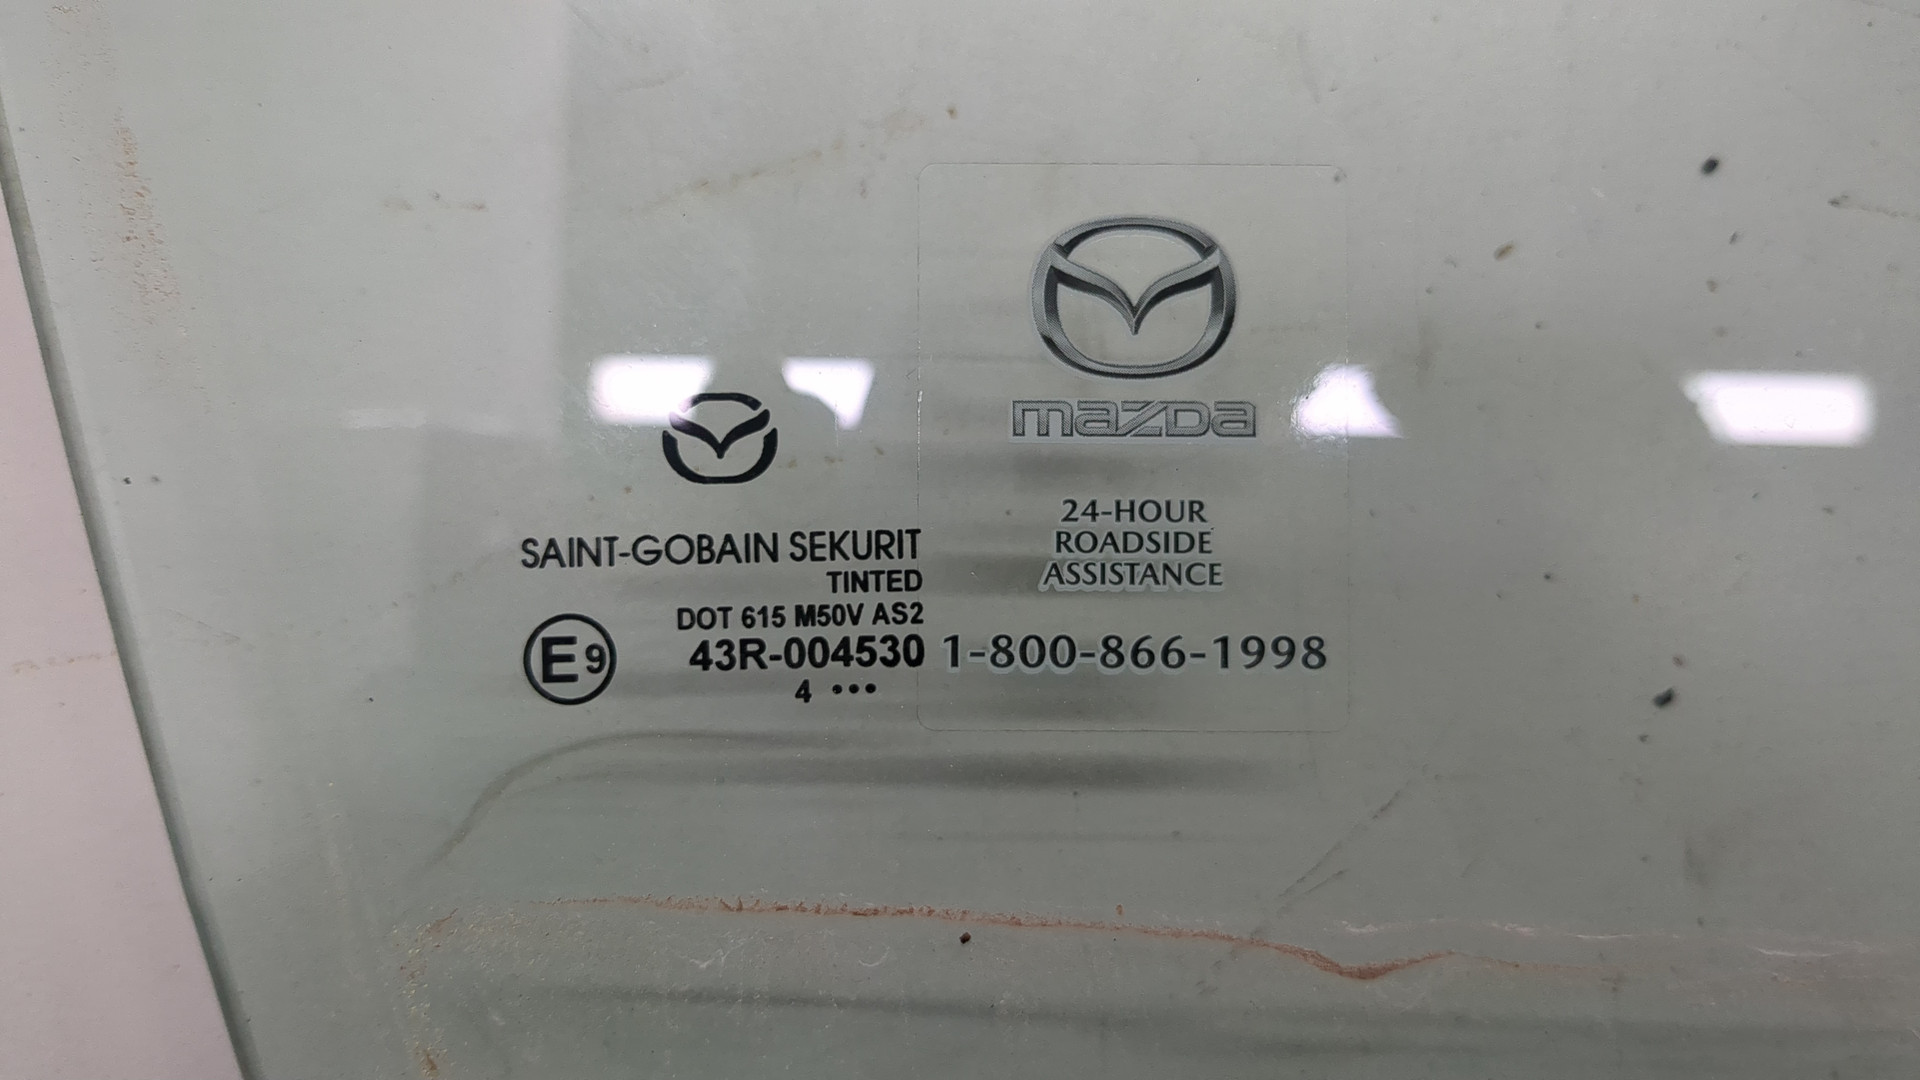 SAINT-GOBAIN SEKURIT
TINTED
DOT 615 M50V AS2
E9
43R-004530
4 •••
mazda
24-HOUR
ROADSIDE
ASSISTANCE
1-800-866-1998